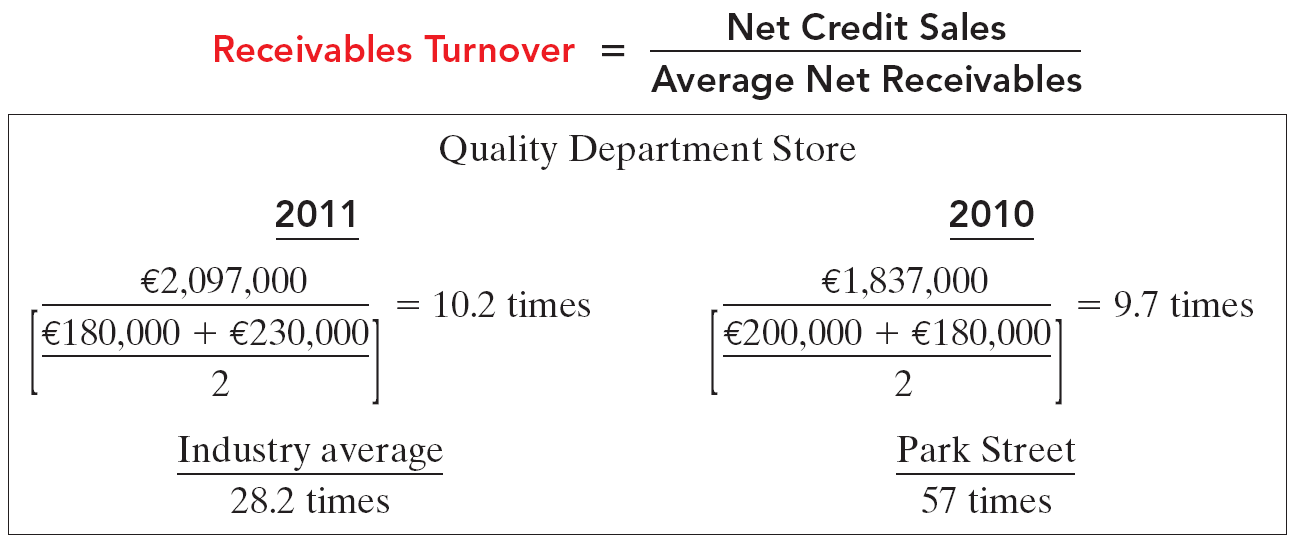 Receivables Turnover = Net Credit Sales
Average Net Receivables
Quality Department Store
2011
€2,097,000
[€180,000 + €230,000]
2
= 10.2 times
2010
€1,837,000
[€200,000 + €180,000]
2
= 9.7 times
Industry average
28.2 times
Park Street
57 times